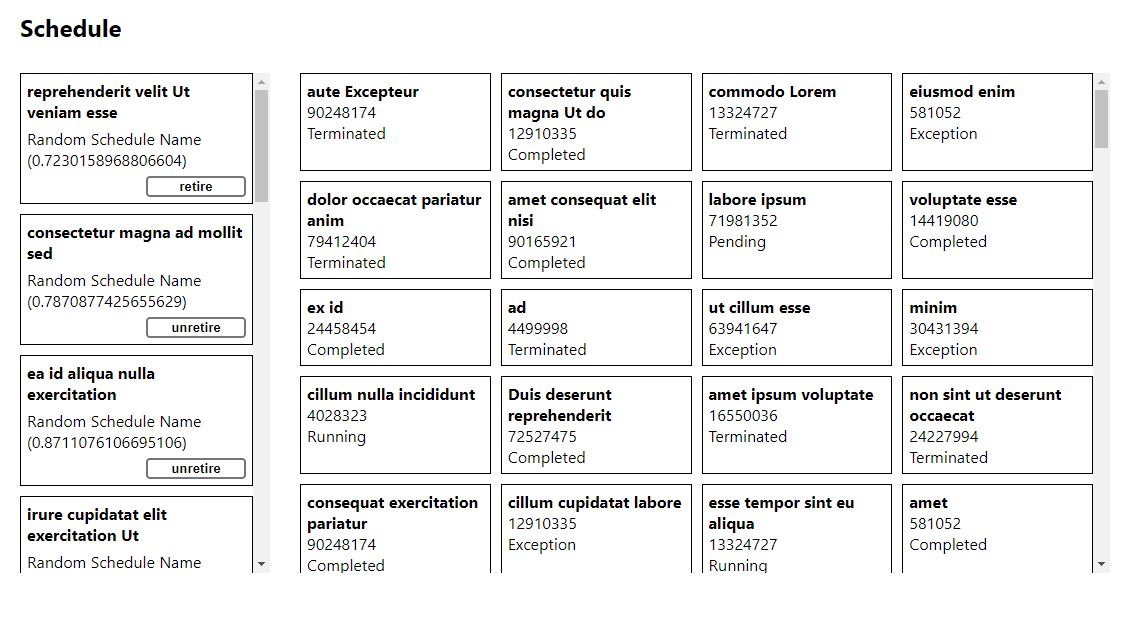 Schedule
reprehenderit velit Ut
veniam esse
Random Schedule Name
(0.7230158968806604)
retire
consectetur magna ad mollit
sed
Random Schedule Name
(0.7870877425655629)
unretire
ea id aliqua nulla
exercitation
Random Schedule Name
(0.8711076106695106)
unretire
irure cupidatat elit
exercitation Ut
Random Schedule Name
aute Excepteur
90248174
Terminated
consectetur quis
magna Ut do
12910335
Completed
commodo Lorem
13324727
Terminated
eiusmod enim
581052
Exception
dolor occaecat pariatur
anim
79412404
Terminated
amet consequat elit
nisi
90165921
Completed
labore ipsum
71981352
Pending
voluptate esse
14419080
Completed
ex id
24458454
Completed
ad
4499998
Terminated
ut cillum esse
63941647
Exception
minim
30431394
Exception
cillum nulla incididunt
4028323
Running
Duis deserunt
reprehenderit
72527475
Completed
amet ipsum voluptate
16550036
Terminated
non sint ut deserunt
occaecat
24227994
Terminated
consequat exercitation
pariatur
90248174
Completed
cillum cupidatat labore
12910335
Exception
esse tempor sint eu
aliqua
13324727
Running
amet
581052
Completed